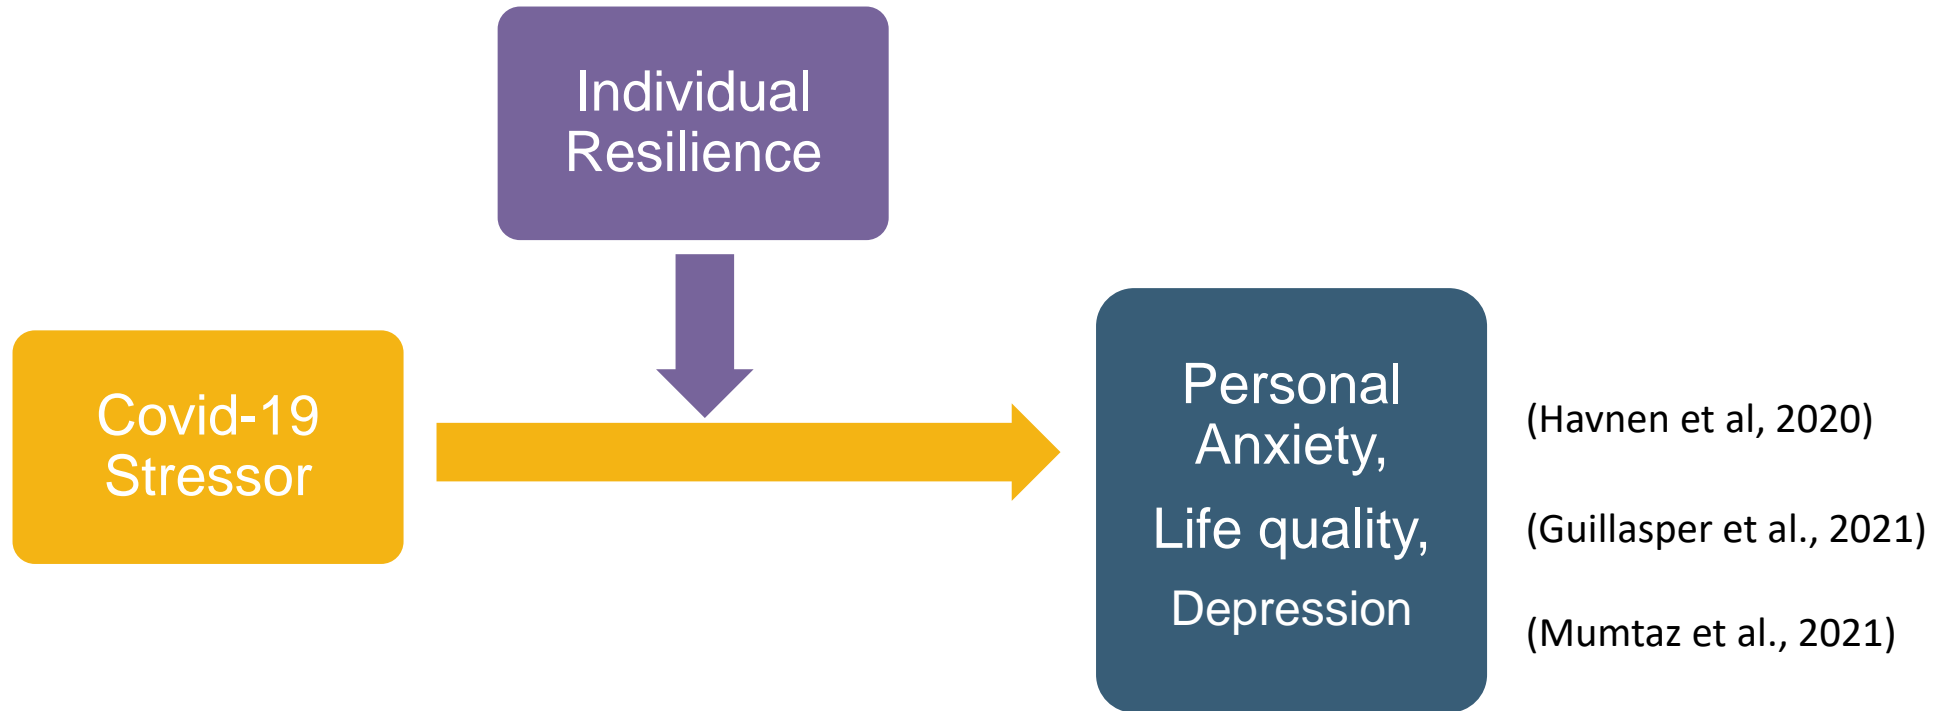 Individual
Resilience
Covid-19
Stressor
Personal
Anxiety,
Life quality,
Depression
(Havnen et al, 2020)
(Guillasper et al., 2021)
(Mumtaz et al., 2021)